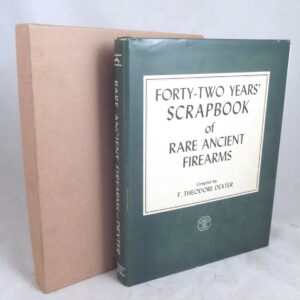 FORTY-TWO YEARS'
SCRAPBOOK
of
RARE ANCIENT
FIREARMS
Compiled by
F. THEODORE DEXTER
RARE ANCIENT FIREARMS — DEXTER